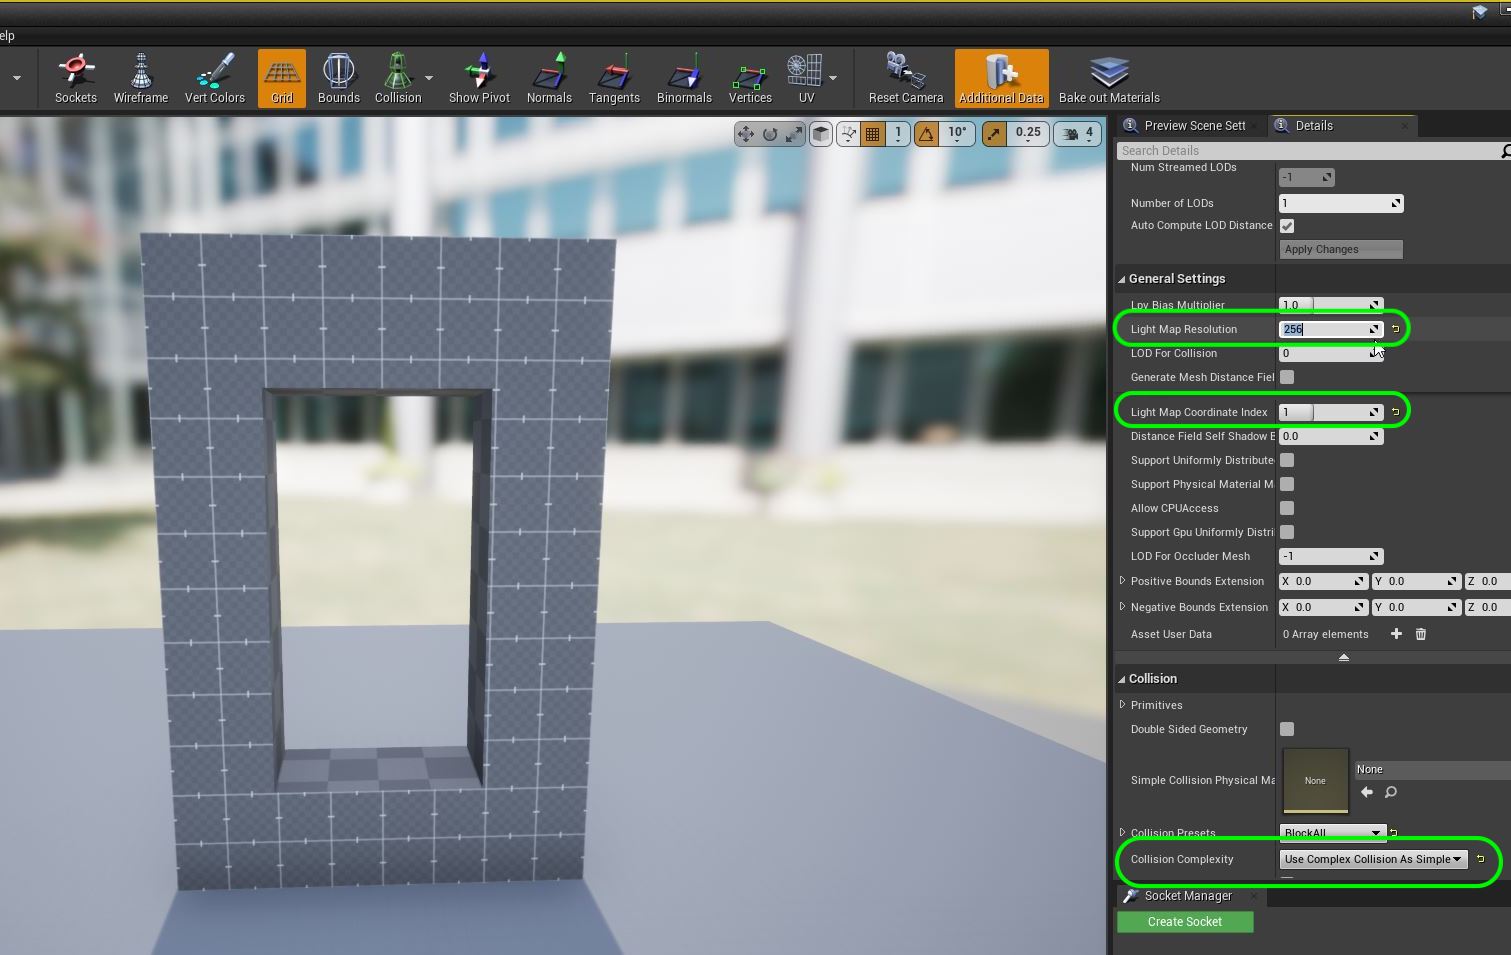 elp
Sockets
Wireframe
Vert Colors
Grid
Bounds
Collision
Show Pivot
Normals
Tangents
Binormals
Vertices
UV
Reset Camera
Additional Data
Bake out Materials
1
10°
0.25
4
Preview Scene Sett
Details
Search Details
Num Streamed LODs -1
Number of LODs 1
Auto Compute LOD Distance
Apply Changes
General Settings
Lpv Bias Multiplier 1.0
Light Map Resolution 256
LOD For Collision 0
Generate Mesh Distance Fiel
Light Map Coordinate Index 1
Distance Field Self Shadow B 0.0
Support Uniformly Distribute
Support Physical Material M
Allow CPUAccess
Support Gpu Uniformly Distri
LOD For Occluder Mesh -1
Positive Bounds Extension X 0.0 Y 0.0 Z 0.0
Negative Bounds Extension X 0.0 Y 0.0 Z 0.0
Asset User Data 0 Array elements
Collision
Primitives
Double Sided Geometry
Simple Collision Physical Ma None None
Collision Presets BlockAll
Collision Complexity Use Complex Collision As Simple
Socket Manager
Create Socket